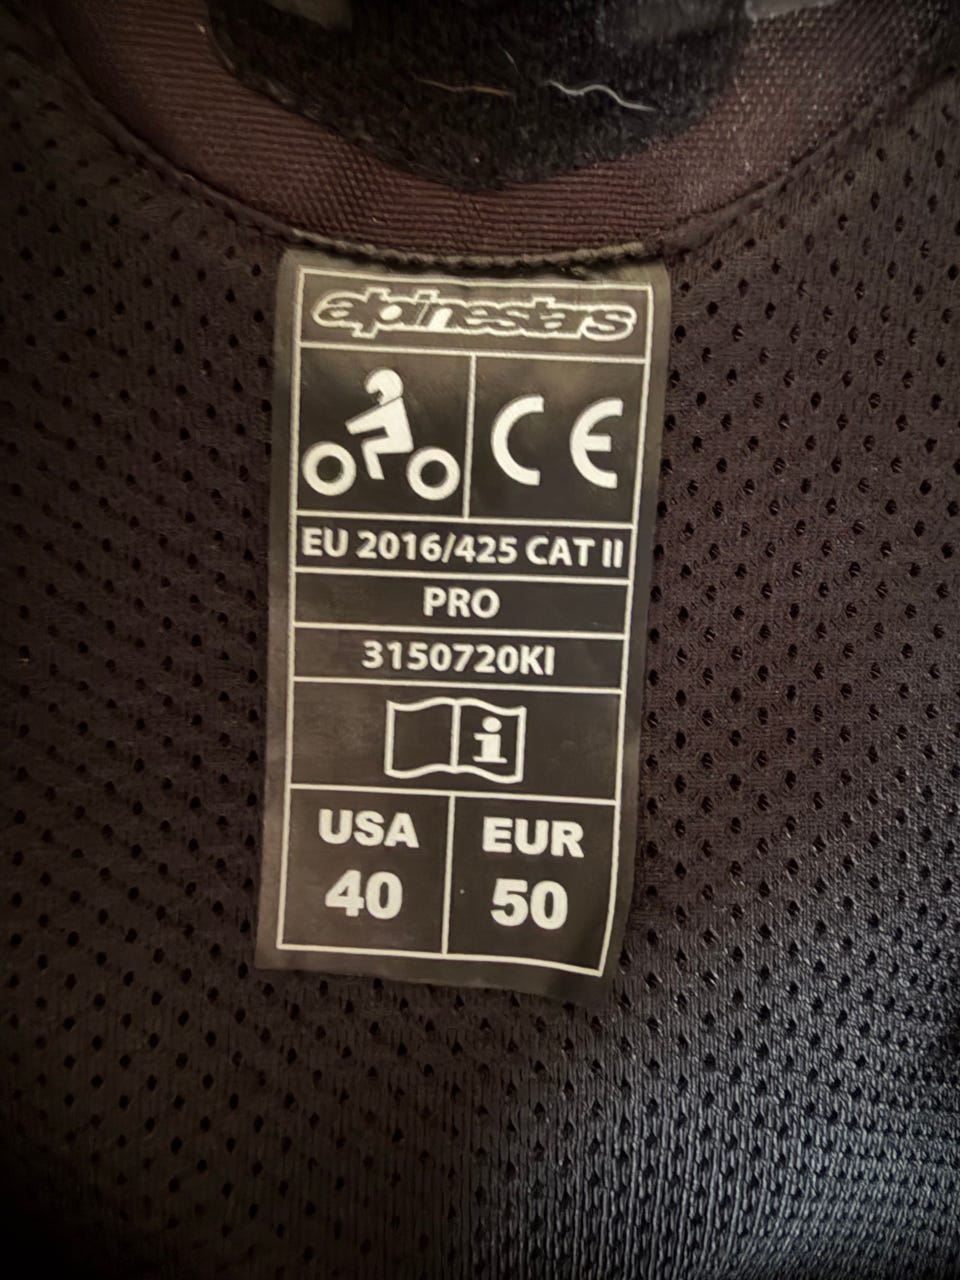 alpinestars
CE
EU 2016/425 CAT II
PRO
3150720KI
i
USA EUR
40 50